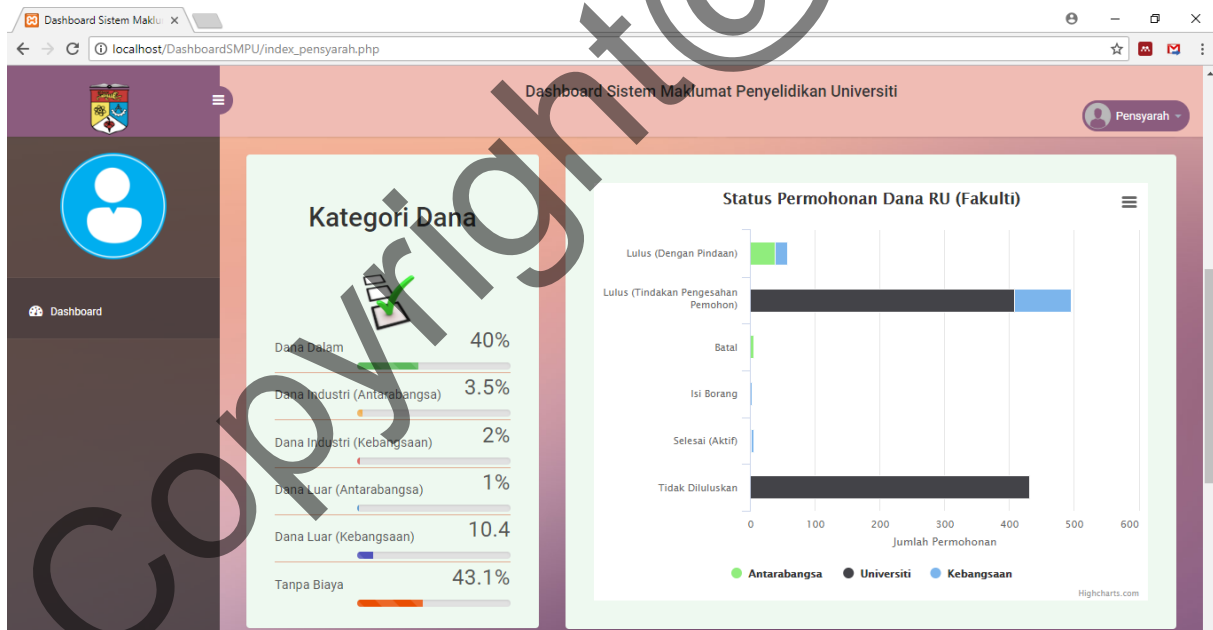 Dashboard Sistem Maklu
localhost/DashboardSMPU/index_pensyarah.php
Dashboard Sistem Maklumat Penyelidikan Universiti
Pensyarah
Dashboard
Kategori Dana
Dana Dalam 40%
Dana Industri (Antarabangsa) 3.5%
Dana Industri (Kebangsaan) 2%
Dana Luar (Antarabangsa) 1%
Dana Luar (Kebangsaan) 10.4
Tanpa Biaya 43.1%
Status Permohonan Dana RU (Fakulti)
Lulus (Dengan Pindaan)
Lulus (Tindakan Pengesahan
Pemohon)
Batal
Isi Borang
Selesai (Aktif)
Tidak Diluluskan
0 100 200 300 400 500 600
Jumlah Permohonan
Antarabangsa Universiti Kebangsaan
Highcharts.com
Copyright@